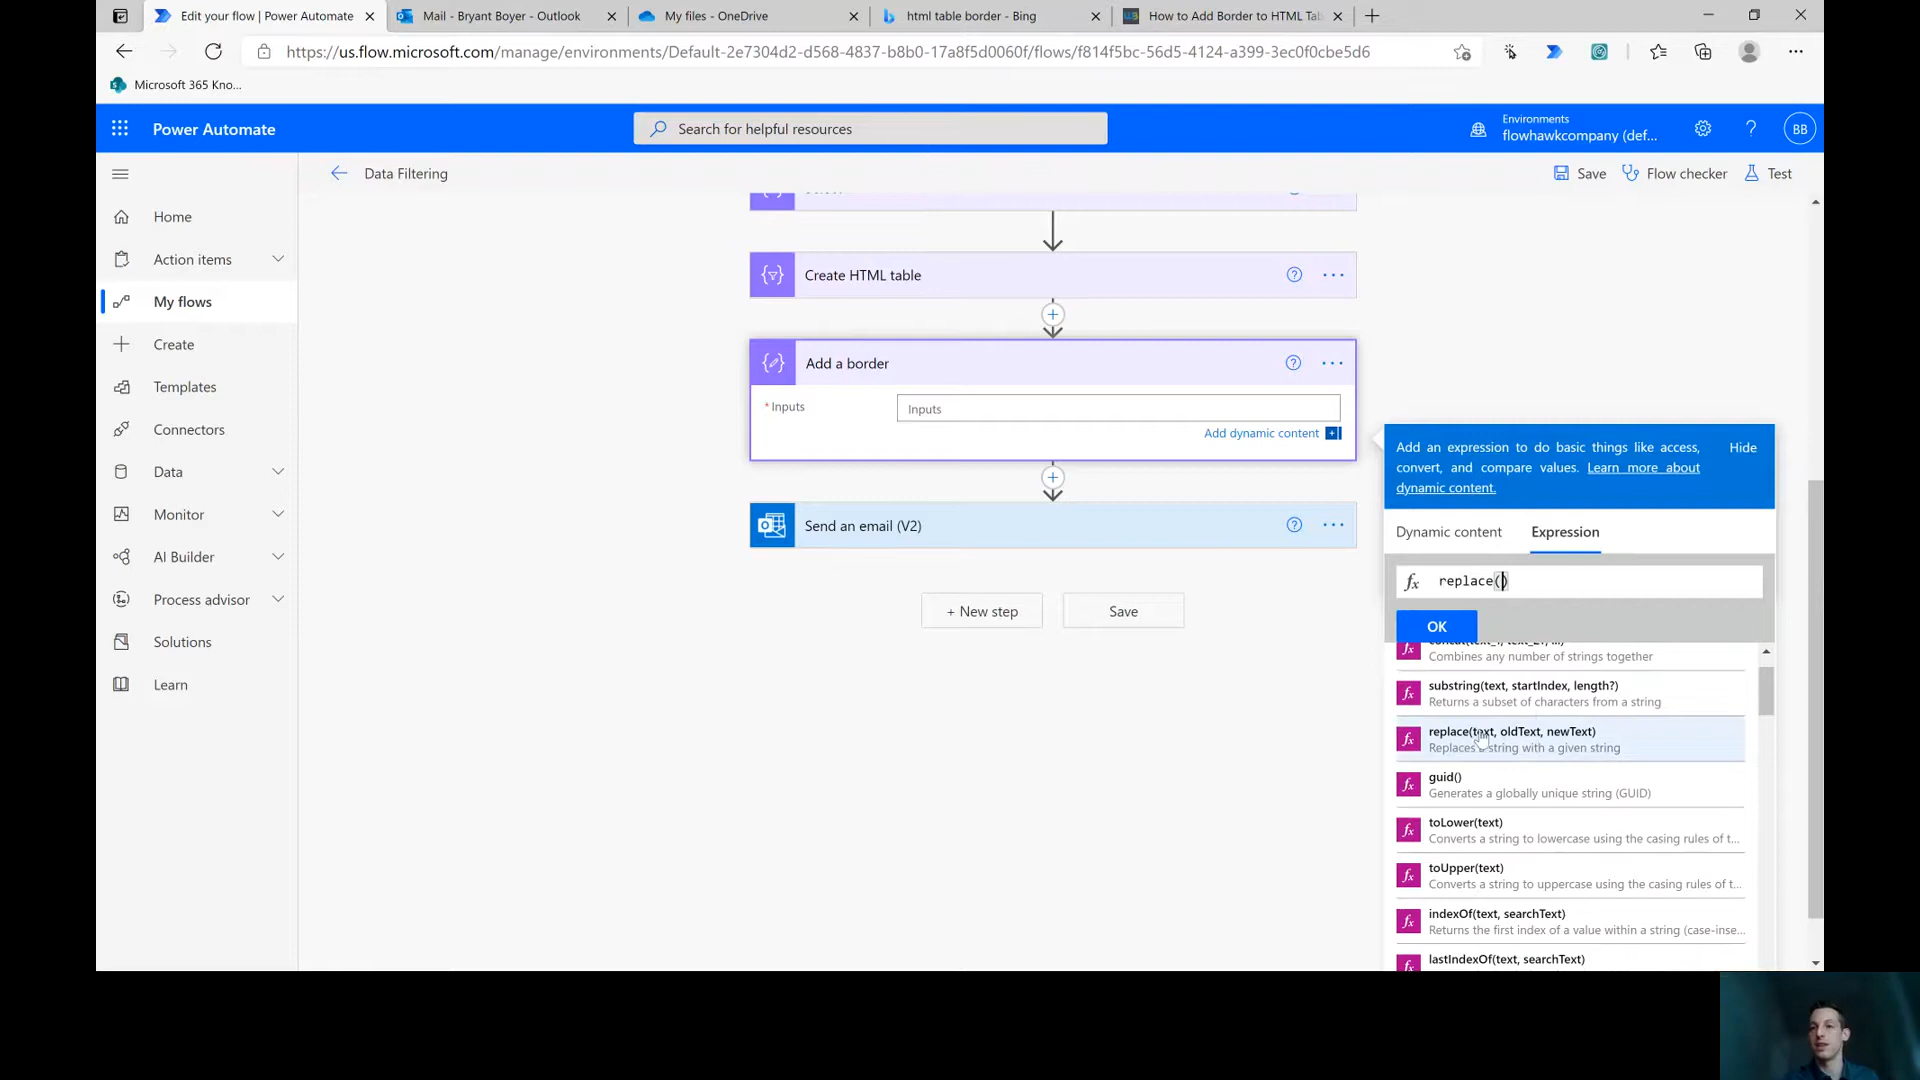 Edit your flow | Power Automate
Mail - Bryant Boyer - Outlook
My files - OneDrive
html table border - Bing
How to Add Border to HTML Tab
https://us.flow.microsoft.com/manage/environments/Default-2e7304d2-d568-4837-b8b0-17a8f5d0060f/flows/f814f5bc-56d5-4124-a399-3ec0f0cbe5d6
Microsoft 365 Kno...
Power Automate
Search for helpful resources
Environments
flowhawkcompany (def...
BB
Data Filtering
Save
Flow checker
Test
Home
Action items
My flows
Create
Templates
Connectors
Data
Monitor
AI Builder
Process advisor
Solutions
Learn
Create HTML table
Add a border
* Inputs
Inputs
Add dynamic content
Send an email (V2)
+ New step
Save
Add an expression to do basic things like access,
convert, and compare values. Learn more about
dynamic content.
Hide
Dynamic content
Expression
fx replace()
OK
Combines any number of strings together
substring(text, startIndex, length?)
Returns a subset of characters from a string
replace(text, oldText, newText)
Replaces a string with a given string
guid()
Generates a globally unique string (GUID)
toLower(text)
Converts a string to lowercase using the casing rules of t...
toUpper(text)
Converts a string to uppercase using the casing rules of t...
indexOf(text, searchText)
Returns the first index of a value within a string (case-inse...
lastIndexOf(text, searchText)